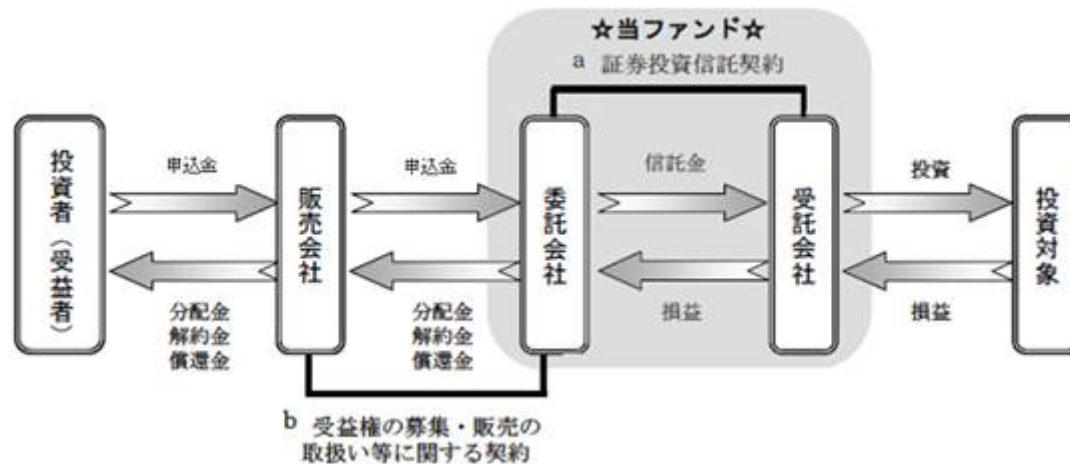 ☆当ファンド☆
a 証券投資信託契約
投資者（受益者）
申込金
販売会社
申込金
委託会社
信託金
受託会社
投資
投資対象
分配金
解約金
償還金
分配金
解約金
償還金
損益
損益
b 受益権の募集・販売の
取扱い等に関する契約